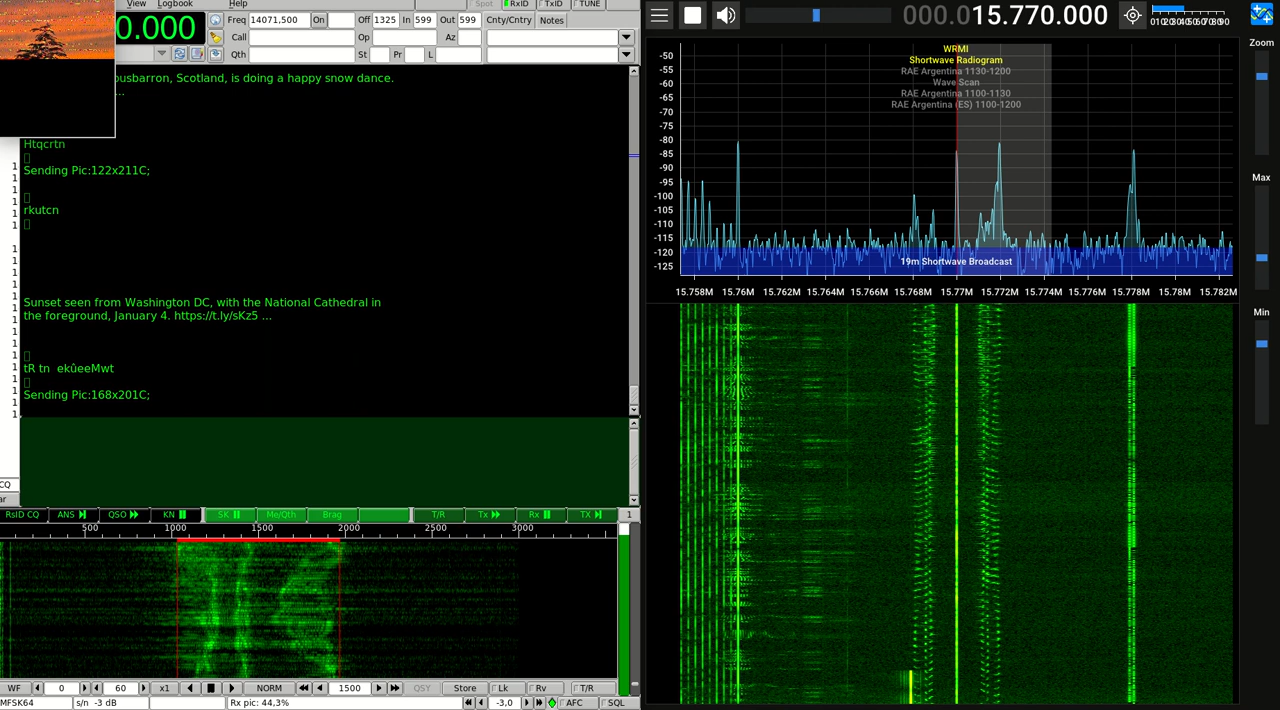 View Logbook Help Spot RxID TxID TUNE
0.000 Freq 14071,500 On Off 1325 In 599 Out 599 Cnty/Cntry Notes
Call Op Az
Qth St Pr L
ousbarron, Scotland, is doing a happy snow dance.
...
Htqcrtn
Sending Pic:122x211C;
rkutcn
Sunset seen from Washington DC, with the National Cathedral in
the foreground, January 4. https://t.ly/sKz5 ...
tR tn ekûeeMwt
Sending Pic:168x201C;
CQ
ar
RsID CQ ANS QSO KN SK Me/Qth Brag T/R Tx Rx TX 1
500 1000 1500 2000 2500 3000
WF 0 60 x1 NORM 1500 QSY Store Lk Rv T/R
MFSK64 s/n -3 dB Rx pic: 44,3% -3,0 AFC SQL
000.015.770.000
Zoom
Max
Min
WRMI
Shortwave Radiogram
RAE Argentina 1130-1200
Wave Scan
RAE Argentina 1100-1130
RAE Argentina (ES) 1100-1200
-50
-55
-60
-65
-70
-75
-80
-85
-90
-95
-100
-105
-110
-115
-120
-125
19m Shortwave Broadcast
15.758M 15.76M 15.762M 15.764M 15.766M 15.768M 15.77M 15.772M 15.774M 15.776M 15.778M 15.78M 15.782M